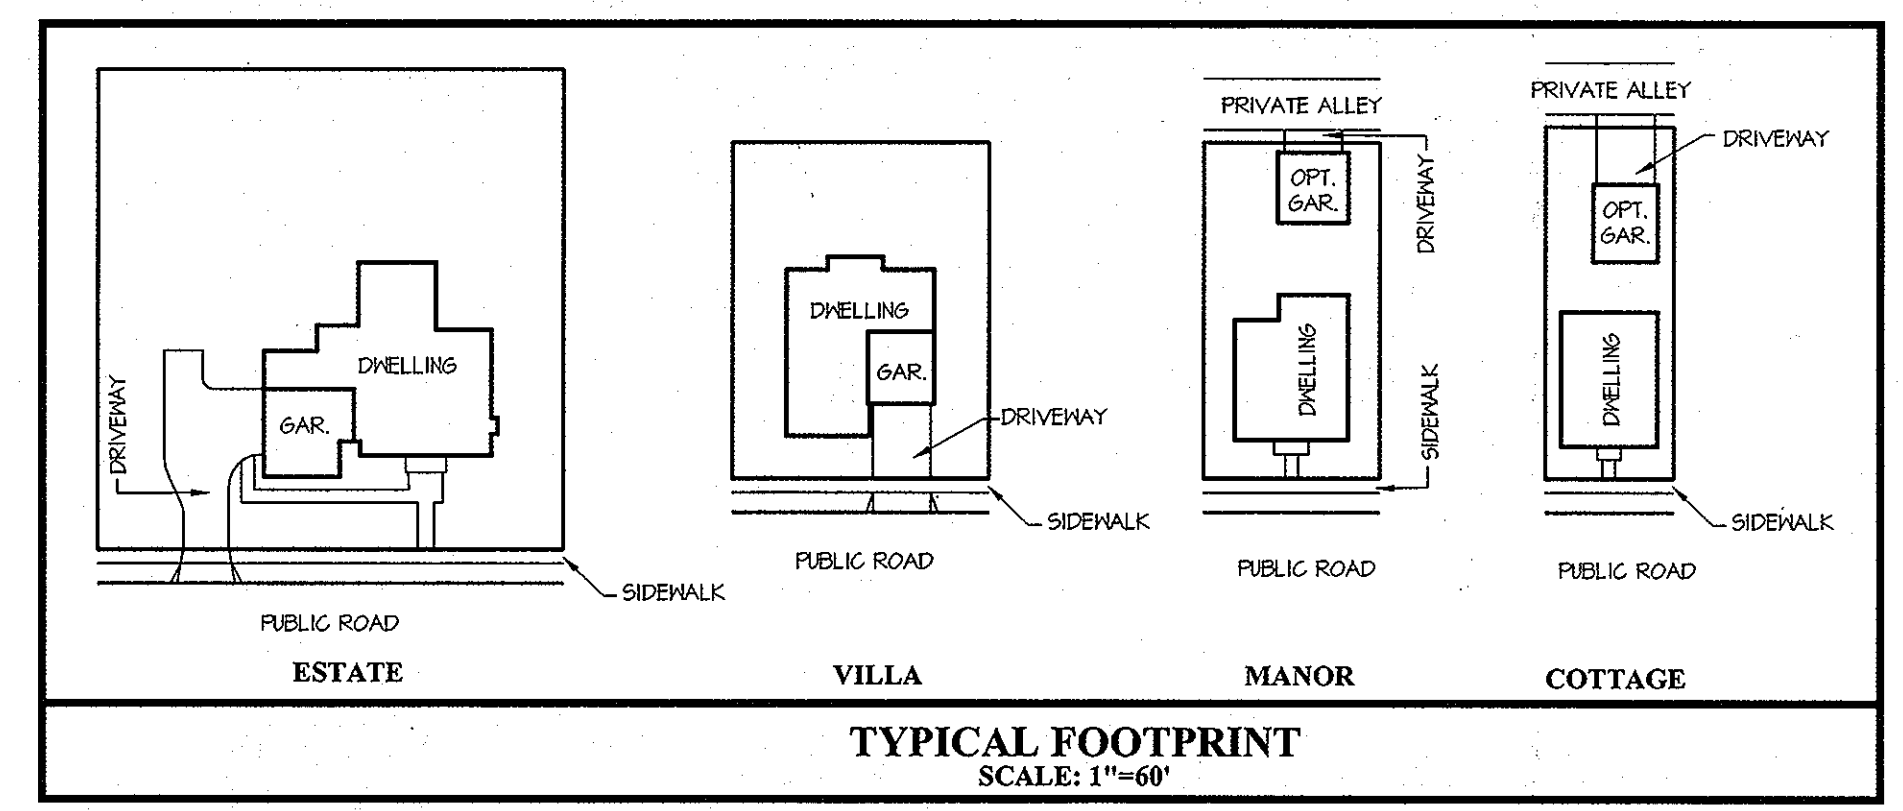 DWELLING
GAR.
DRIVEWAY
SIDEWALK
PUBLIC ROAD
ESTATE
DWELLING
GAR.
DRIVEWAY
SIDEWALK
PUBLIC ROAD
VILLA
PRIVATE ALLEY
OPT.
GAR.
DRIVEWAY
DWELLING
SIDEWALK
PUBLIC ROAD
MANOR
PRIVATE ALLEY
DRIVEWAY
OPT.
GAR.
DWELLING
SIDEWALK
PUBLIC ROAD
COTTAGE
TYPICAL FOOTPRINT
SCALE: 1"=60'